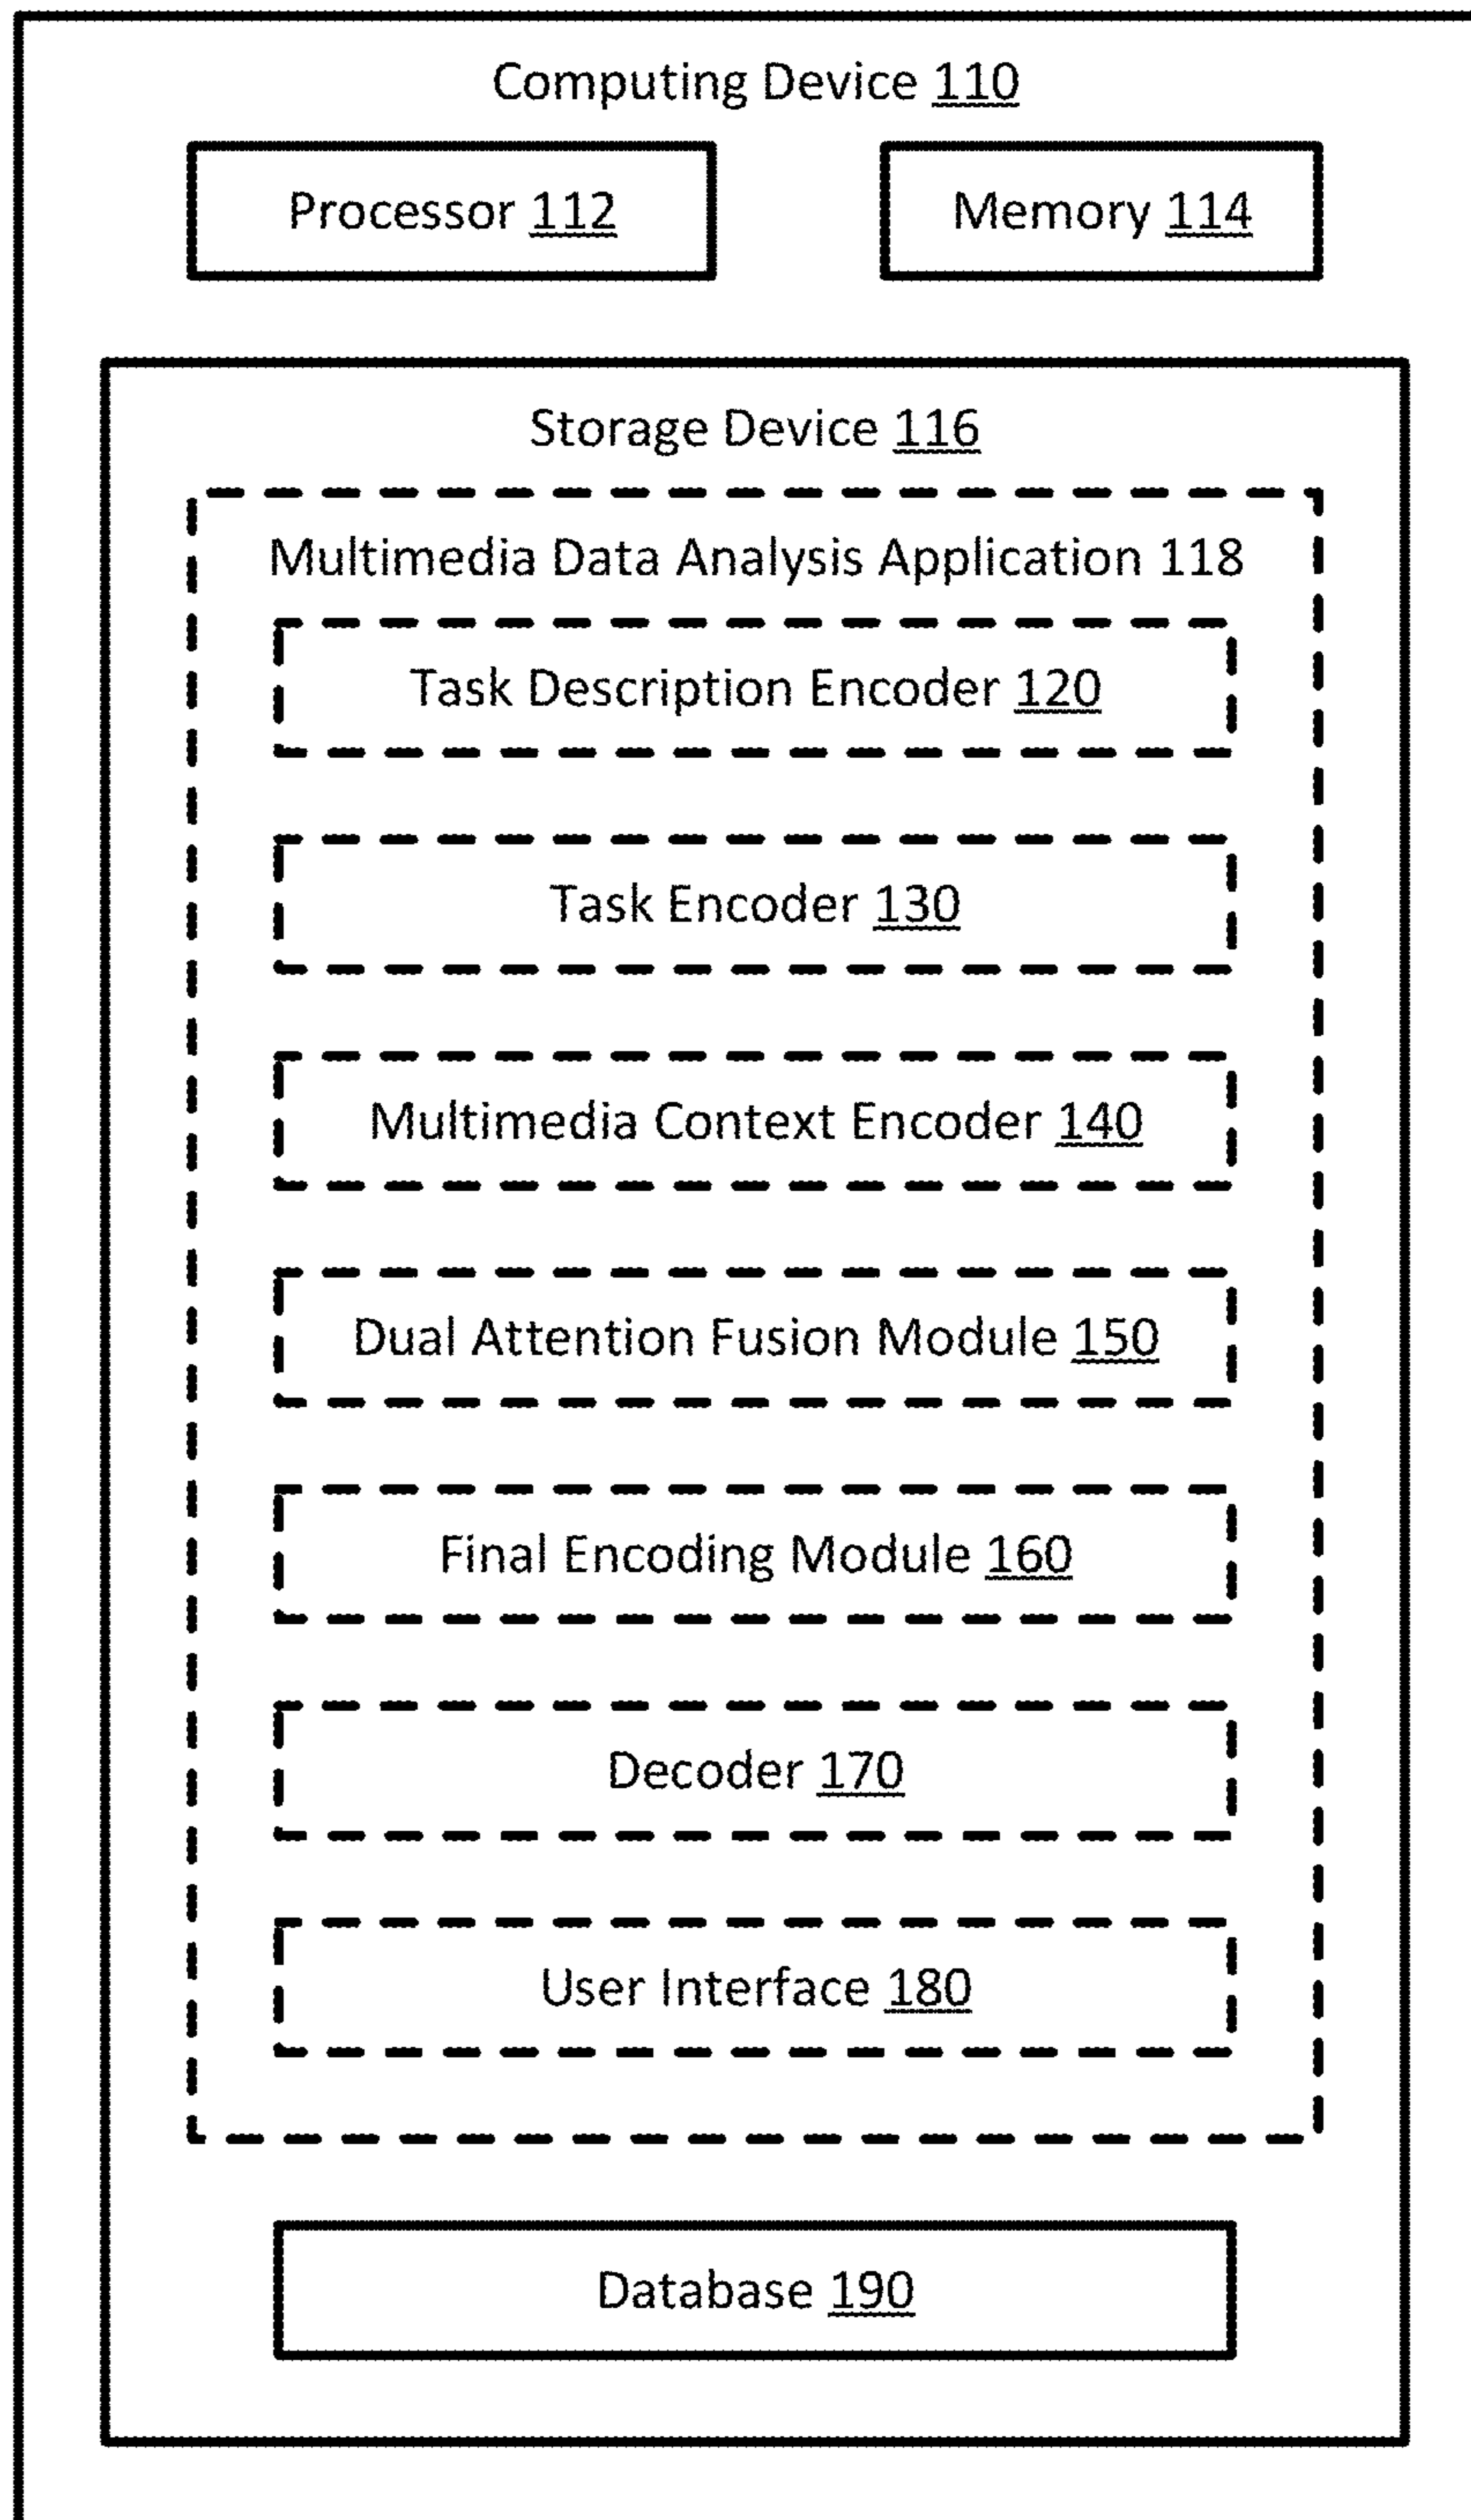 Computing Device 110
Processor 112
Memory 114
Storage Device 116
Multimedia Data Analysis Application 118
Task Description Encoder 120
Task Encoder 130
Multimedia Context Encoder 140
Dual Attention Fusion Module 150
Final Encoding Module 160
Decoder 170
User Interface 180
Database 190